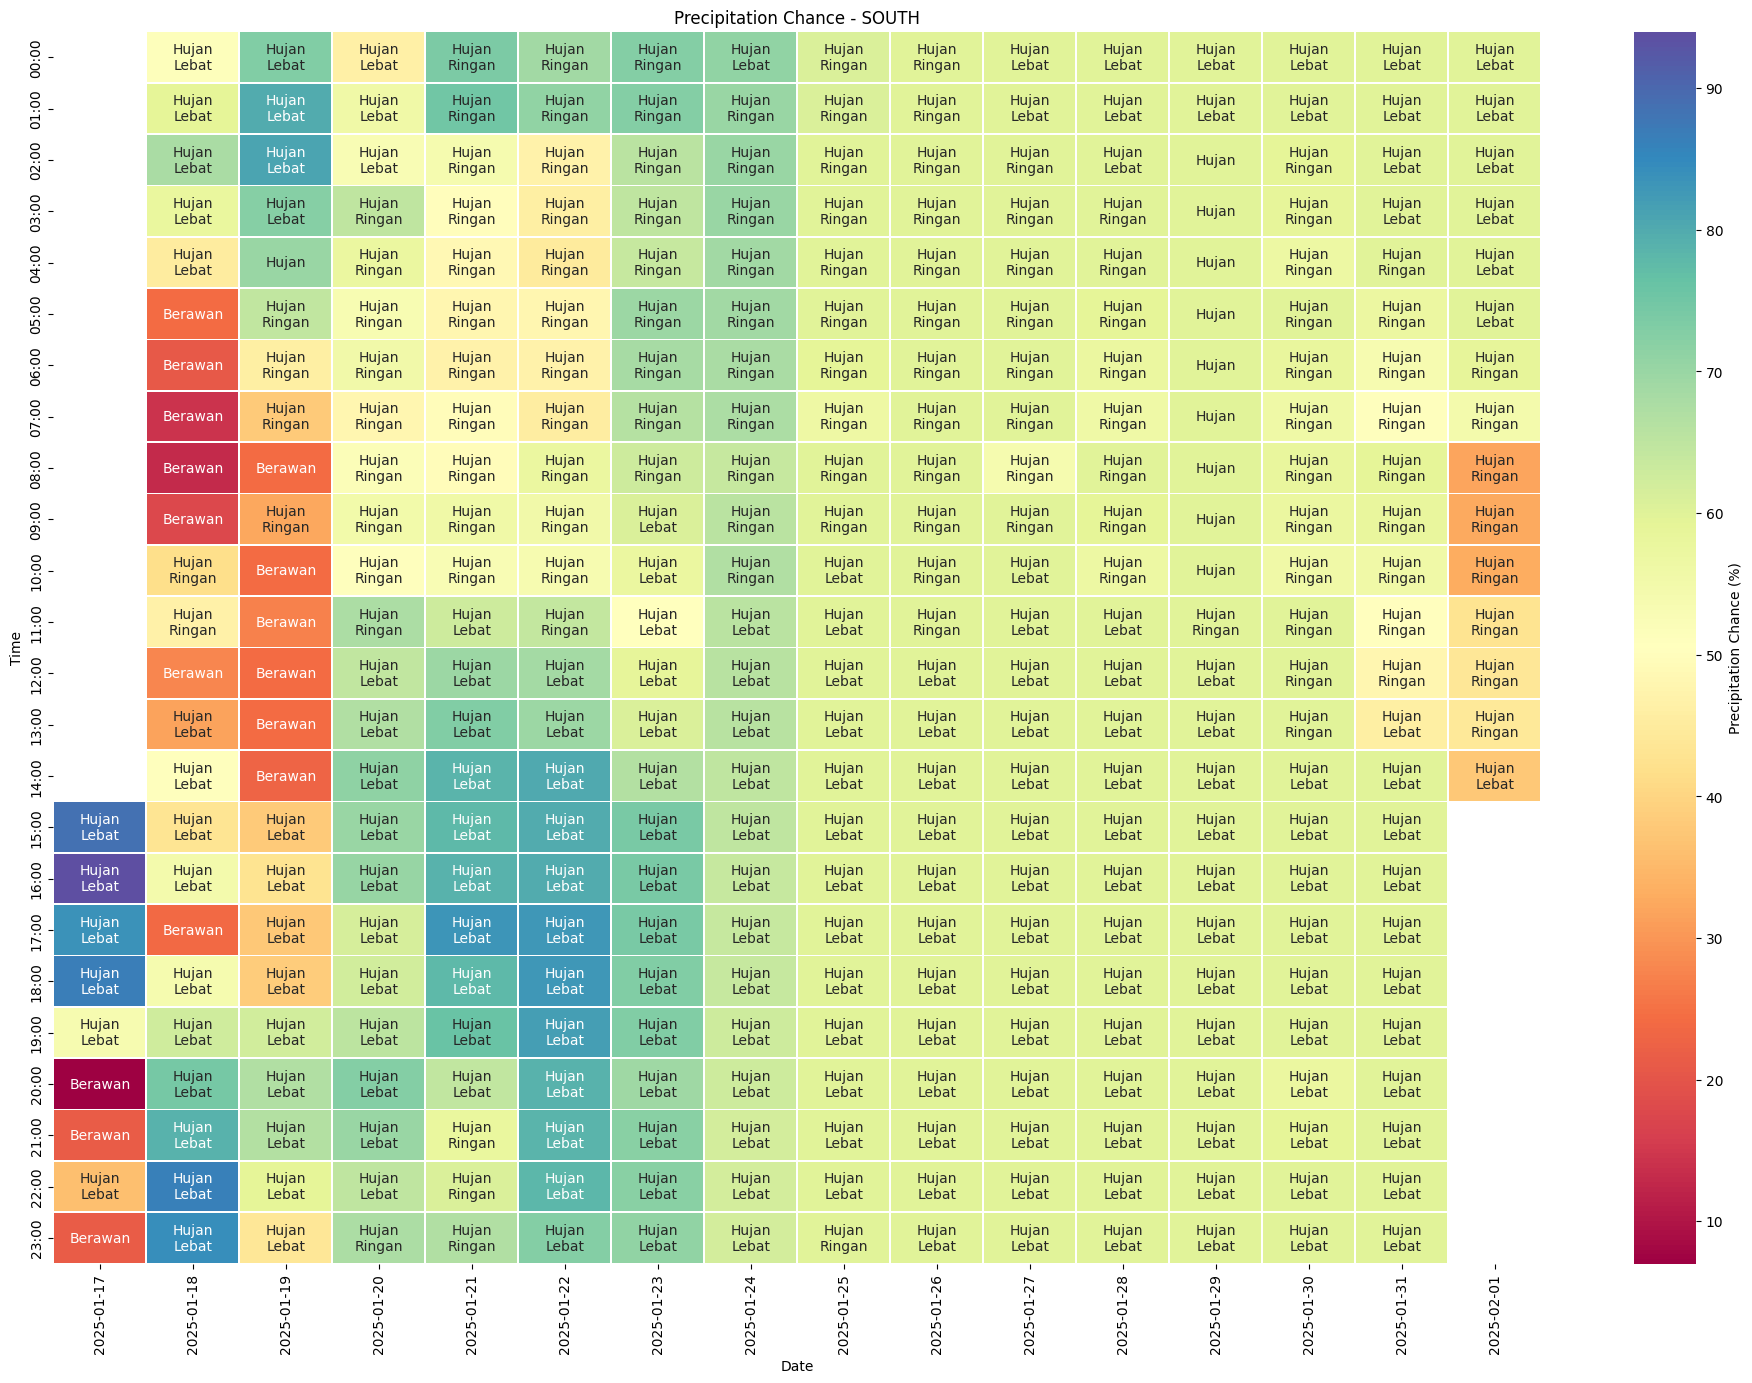 Precipitation Chance - SOUTH
00:00 Hujan Lebat Hujan Lebat Hujan Lebat Hujan Ringan Hujan Ringan Hujan Ringan Hujan Lebat Hujan Ringan Hujan Ringan Hujan Lebat Hujan Lebat Hujan Lebat Hujan Lebat Hujan Lebat Hujan Lebat
01:00 Hujan Lebat Hujan Lebat Hujan Lebat Hujan Ringan Hujan Ringan Hujan Ringan Hujan Ringan Hujan Ringan Hujan Ringan Hujan Lebat Hujan Lebat Hujan Lebat Hujan Lebat Hujan Lebat Hujan Lebat
02:00 Hujan Lebat Hujan Lebat Hujan Lebat Hujan Ringan Hujan Ringan Hujan Ringan Hujan Ringan Hujan Ringan Hujan Ringan Hujan Ringan Hujan Lebat Hujan Hujan Ringan Hujan Lebat Hujan Lebat
03:00 Hujan Lebat Hujan Lebat Hujan Ringan Hujan Ringan Hujan Ringan Hujan Ringan Hujan Ringan Hujan Ringan Hujan Ringan Hujan Ringan Hujan Ringan Hujan Hujan Ringan Hujan Lebat Hujan Lebat
04:00 Hujan Lebat Hujan Hujan Ringan Hujan Ringan Hujan Ringan Hujan Ringan Hujan Ringan Hujan Ringan Hujan Ringan Hujan Ringan Hujan Ringan Hujan Hujan Ringan Hujan Ringan Hujan Lebat
05:00 Berawan Hujan Ringan Hujan Ringan Hujan Ringan Hujan Ringan Hujan Ringan Hujan Ringan Hujan Ringan Hujan Ringan Hujan Ringan Hujan Ringan Hujan Hujan Ringan Hujan Ringan Hujan Lebat
06:00 Berawan Hujan Ringan Hujan Ringan Hujan Ringan Hujan Ringan Hujan Ringan Hujan Ringan Hujan Ringan Hujan Ringan Hujan Ringan Hujan Ringan Hujan Hujan Ringan Hujan Ringan Hujan Ringan
07:00 Berawan Hujan Ringan Hujan Ringan Hujan Ringan Hujan Ringan Hujan Ringan Hujan Ringan Hujan Ringan Hujan Ringan Hujan Ringan Hujan Ringan Hujan Hujan Ringan Hujan Ringan Hujan Ringan
08:00 Berawan Berawan Hujan Ringan Hujan Ringan Hujan Ringan Hujan Ringan Hujan Ringan Hujan Ringan Hujan Ringan Hujan Ringan Hujan Ringan Hujan Hujan Ringan Hujan Ringan Hujan Ringan
09:00 Berawan Hujan Ringan Hujan Ringan Hujan Ringan Hujan Ringan Hujan Lebat Hujan Ringan Hujan Ringan Hujan Ringan Hujan Ringan Hujan Ringan Hujan Hujan Ringan Hujan Ringan Hujan Ringan
10:00 Hujan Ringan Berawan Hujan Ringan Hujan Ringan Hujan Ringan Hujan Lebat Hujan Ringan Hujan Lebat Hujan Ringan Hujan Lebat Hujan Ringan Hujan Hujan Ringan Hujan Ringan Hujan Ringan
11:00 Hujan Ringan Berawan Hujan Ringan Hujan Lebat Hujan Ringan Hujan Lebat Hujan Lebat Hujan Lebat Hujan Ringan Hujan Lebat Hujan Lebat Hujan Ringan Hujan Ringan Hujan Ringan Hujan Ringan
12:00 Berawan Berawan Hujan Lebat Hujan Lebat Hujan Lebat Hujan Lebat Hujan Lebat Hujan Lebat Hujan Lebat Hujan Lebat Hujan Lebat Hujan Lebat Hujan Ringan Hujan Ringan Hujan Ringan
13:00 Hujan Lebat Berawan Hujan Lebat Hujan Lebat Hujan Lebat Hujan Lebat Hujan Lebat Hujan Lebat Hujan Lebat Hujan Lebat Hujan Lebat Hujan Lebat Hujan Ringan Hujan Lebat Hujan Ringan
14:00 Hujan Lebat Berawan Hujan Lebat Hujan Lebat Hujan Lebat Hujan Lebat Hujan Lebat Hujan Lebat Hujan Lebat Hujan Lebat Hujan Lebat Hujan Lebat Hujan Lebat Hujan Lebat Hujan Lebat
15:00 Hujan Lebat Hujan Lebat Hujan Lebat Hujan Lebat Hujan Lebat Hujan Lebat Hujan Lebat Hujan Lebat Hujan Lebat Hujan Lebat Hujan Lebat Hujan Lebat Hujan Lebat Hujan Lebat Hujan Lebat
16:00 Hujan Lebat Hujan Lebat Hujan Lebat Hujan Lebat Hujan Lebat Hujan Lebat Hujan Lebat Hujan Lebat Hujan Lebat Hujan Lebat Hujan Lebat Hujan Lebat Hujan Lebat Hujan Lebat Hujan Lebat
17:00 Hujan Lebat Berawan Hujan Lebat Hujan Lebat Hujan Lebat Hujan Lebat Hujan Lebat Hujan Lebat Hujan Lebat Hujan Lebat Hujan Lebat Hujan Lebat Hujan Lebat Hujan Lebat Hujan Lebat
18:00 Hujan Lebat Hujan Lebat Hujan Lebat Hujan Lebat Hujan Lebat Hujan Lebat Hujan Lebat Hujan Lebat Hujan Lebat Hujan Lebat Hujan Lebat Hujan Lebat Hujan Lebat Hujan Lebat Hujan Lebat
19:00 Hujan Lebat Hujan Lebat Hujan Lebat Hujan Lebat Hujan Lebat Hujan Lebat Hujan Lebat Hujan Lebat Hujan Lebat Hujan Lebat Hujan Lebat Hujan Lebat Hujan Lebat Hujan Lebat Hujan Lebat
20:00 Berawan Hujan Lebat Hujan Lebat Hujan Lebat Hujan Lebat Hujan Lebat Hujan Lebat Hujan Lebat Hujan Lebat Hujan Lebat Hujan Lebat Hujan Lebat Hujan Lebat Hujan Lebat Hujan Lebat
21:00 Berawan Hujan Lebat Hujan Lebat Hujan Lebat Hujan Ringan Hujan Lebat Hujan Lebat Hujan Lebat Hujan Lebat Hujan Lebat Hujan Lebat Hujan Lebat Hujan Lebat Hujan Lebat Hujan Lebat
22:00 Hujan Lebat Hujan Lebat Hujan Lebat Hujan Lebat Hujan Ringan Hujan Lebat Hujan Lebat Hujan Lebat Hujan Lebat Hujan Lebat Hujan Lebat Hujan Lebat Hujan Lebat Hujan Lebat Hujan Lebat
23:00 Berawan Hujan Lebat Hujan Lebat Hujan Ringan Hujan Ringan Hujan Lebat Hujan Lebat Hujan Lebat Hujan Ringan Hujan Lebat Hujan Lebat Hujan Lebat Hujan Lebat Hujan Lebat Hujan Lebat
Time
2025-01-17
2025-01-18
2025-01-19
2025-01-20
2025-01-21
2025-01-22
2025-01-23
2025-01-24
2025-01-25
2025-01-26
2025-01-27
2025-01-28
2025-01-29
2025-01-30
2025-01-31
2025-02-01
Date
90
80
70
60
50
40
30
20
10
Precipitation Chance (%)